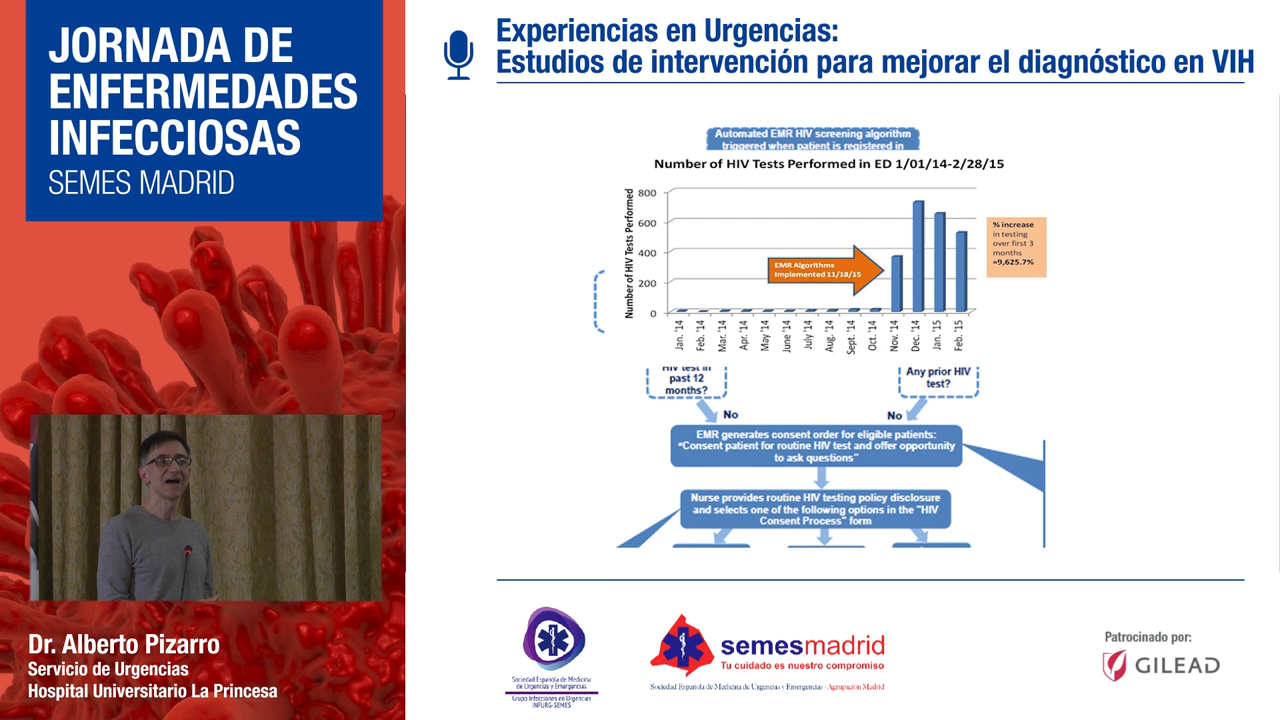 JORNADA DE
ENFERMEDADES
INFECCIOSAS
SEMES MADRID
Dr. Alberto Pizarro
Servicio de Urgencias
Hospital Universitario La Princesa
Experiencias en Urgencias:
Estudios de intervención para mejorar el diagnóstico en VIH
Automated EMR HIV screening algorithm
triggered when patient is registered in
Number of HIV Tests Performed in ED 1/01/14-2/28/15
Number of HIV Tests Performed
800
600
400
200
0
EMR Algorithms
Implemented 11/18/15
% increase
in testing
over first 3
months
=9,625.7%
Jan. '14
Feb. '14
Mar. '14
Apr. '14
May '14
June '14
July '14
Aug. '14
Sept. '14
Oct. '14
Nov. '14
Dec. '14
Jan. '15
Feb. '15
HIV test in
past 12
months?
Any prior HIV
test?
No
No
EMR generates consent order for eligible patients:
"Consent patient for routine HIV test and offer opportunity
to ask questions"
Nurse provides routine HIV testing policy disclosure
and selects one of the following options in the "HIV
Consent Process" form
Sociedad Española de Medicina
de Urgencias y Emergencias
Grupo Infecciones en Urgencias
INFURG-SEMES
semesmadrid
Tu cuidado es nuestro compromiso
Sociedad Española de Medicina de Urgencias y Emergencias - Agrupación Madrid
Patrocinado por:
GILEAD